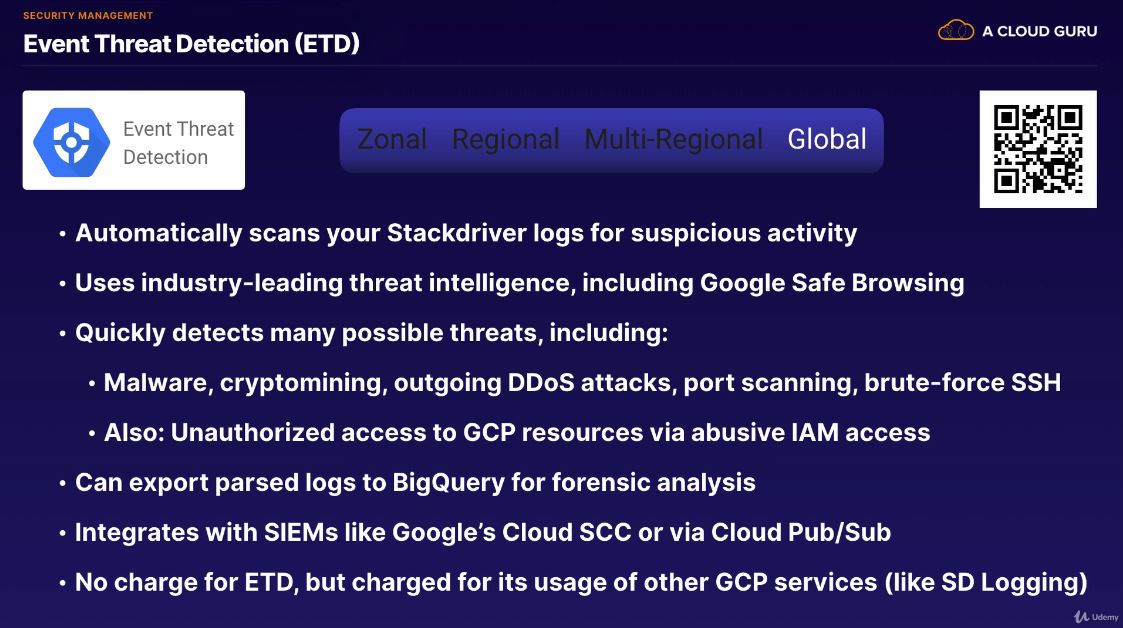 SECURITY MANAGEMENT
Event Threat Detection (ETD)
A CLOUD GURU
Event Threat
Detection
Zonal Regional Multi-Regional Global
• Automatically scans your Stackdriver logs for suspicious activity
• Uses industry-leading threat intelligence, including Google Safe Browsing
• Quickly detects many possible threats, including:
• Malware, cryptomining, outgoing DDoS attacks, port scanning, brute-force SSH
• Also: Unauthorized access to GCP resources via abusive IAM access
• Can export parsed logs to BigQuery for forensic analysis
• Integrates with SIEMs like Google’s Cloud SCC or via Cloud Pub/Sub
• No charge for ETD, but charged for its usage of other GCP services (like SD Logging)
Udemy